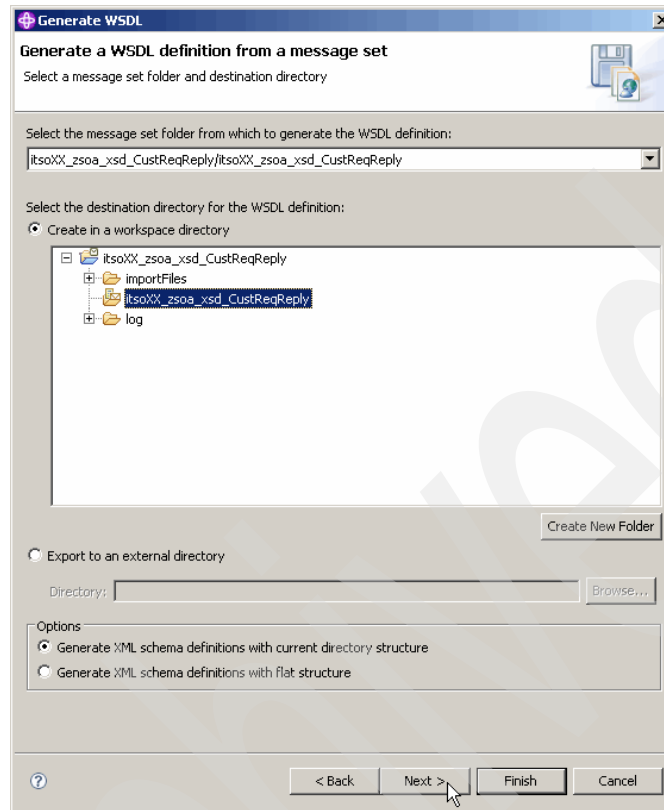 Generate WSDL
Generate a WSDL definition from a message set
Select a message set folder and destination directory
Select the message set folder from which to generate the WSDL definition:
itsoXX_zsoa_xsd_CustReqReply/itsoXX_zsoa_xsd_CustReqReply
Select the destination directory for the WSDL definition:
Create in a workspace directory
itsoXX_zsoa_xsd_CustReqReply
importFiles
itsoXX_zsoa_xsd_CustReqReply
log
Create New Folder
Export to an external directory
Directory:
Browse...
Options
Generate XML schema definitions with current directory structure
Generate XML schema definitions with flat structure
< Back Next > Finish Cancel